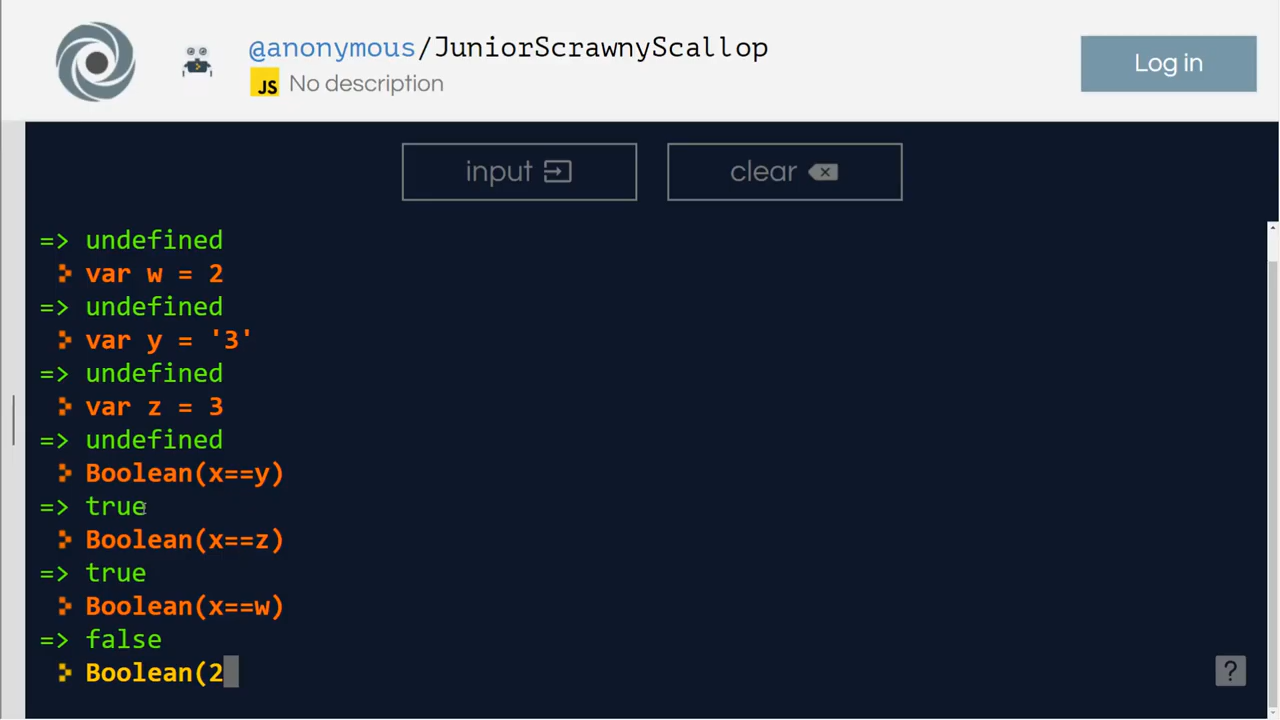 @anonymous/JuniorScrawnyScallop
Log in
JS No description
input
clear
=> undefined
var w = 2
=> undefined
var y = '3'
=> undefined
var z = 3
=> undefined
Boolean(x==y)
=> true
Boolean(x==z)
=> true
Boolean(x==w)
=> false
Boolean(2
?